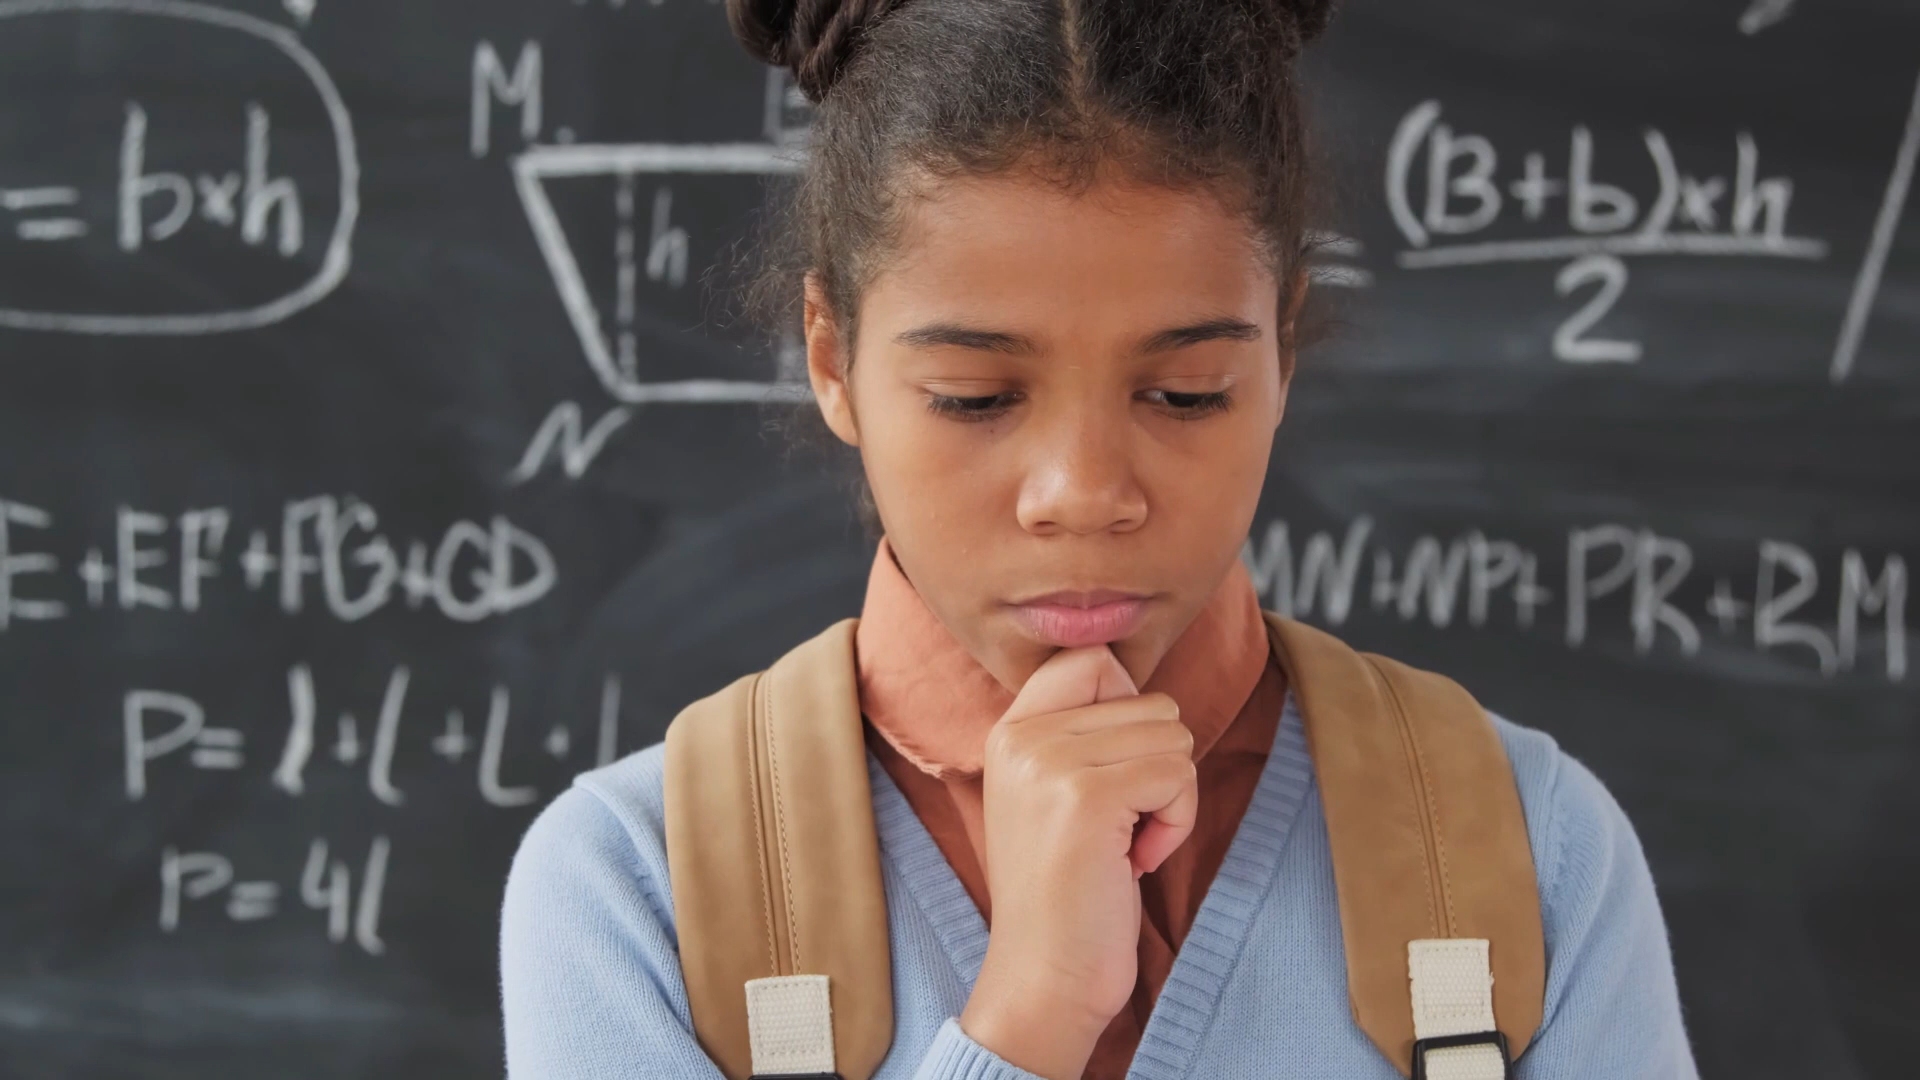 = b×h
M
h
N
= (B+b)×h
2
E+EF+FG+GD
MN+NP+PR+RM
P= l+l+l+l
P=4l